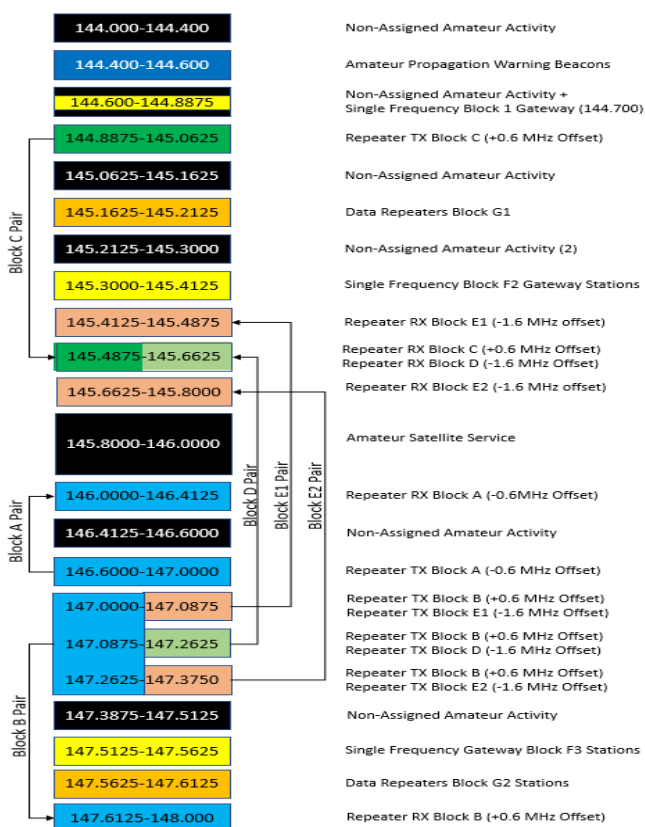 144.000-144.400 Non-Assigned Amateur Activity
144.400-144.600 Amateur Propagation Warning Beacons
144.600-144.8875 Non-Assigned Amateur Activity +
Single Frequency Block 1 Gateway (144.700)
144.8875-145.0625 Repeater TX Block C (+0.6 MHz Offset)
145.0625-145.1625 Non-Assigned Amateur Activity
145.1625-145.2125 Data Repeaters Block G1
145.2125-145.3000 Non-Assigned Amateur Activity (2)
145.3000-145.4125 Single Frequency Block F2 Gateway Stations
145.4125-145.4875 Repeater RX Block E1 (-1.6 MHz offset)
145.4875-145.6625 Repeater RX Block C (+0.6 MHz Offset)
Repeater RX Block D (-1.6 MHz Offset)
145.6625-145.8000 Repeater RX Block E2 (-1.6 MHz offset)
145.8000-146.0000 Amateur Satellite Service
146.0000-146.4125 Repeater RX Block A (-0.6MHz Offset)
146.4125-146.6000 Non-Assigned Amateur Activity
146.6000-147.0000 Repeater TX Block A (-0.6 MHz Offset)
147.0000-147.0875 Repeater TX Block B (+0.6 MHz Offset)
Repeater TX Block E1 (-1.6 MHz Offset)
147.0875-147.2625 Repeater TX Block B (+0.6 MHz Offset)
Repeater TX Block D (-1.6 MHz Offset)
147.2625-147.3750 Repeater TX Block B (+0.6 MHz Offset)
Repeater TX Block E2 (-1.6 MHz Offset)
147.3875-147.5125 Non-Assigned Amateur Activity
147.5125-147.5625 Single Frequency Gateway Block F3 Stations
147.5625-147.6125 Data Repeaters Block G2 Stations
147.6125-148.000 Repeater RX Block B (+0.6 MHz Offset)
Block C Pair
Block A Pair
Block B Pair
Block D Pair
Block E1 Pair
Block E2 Pair